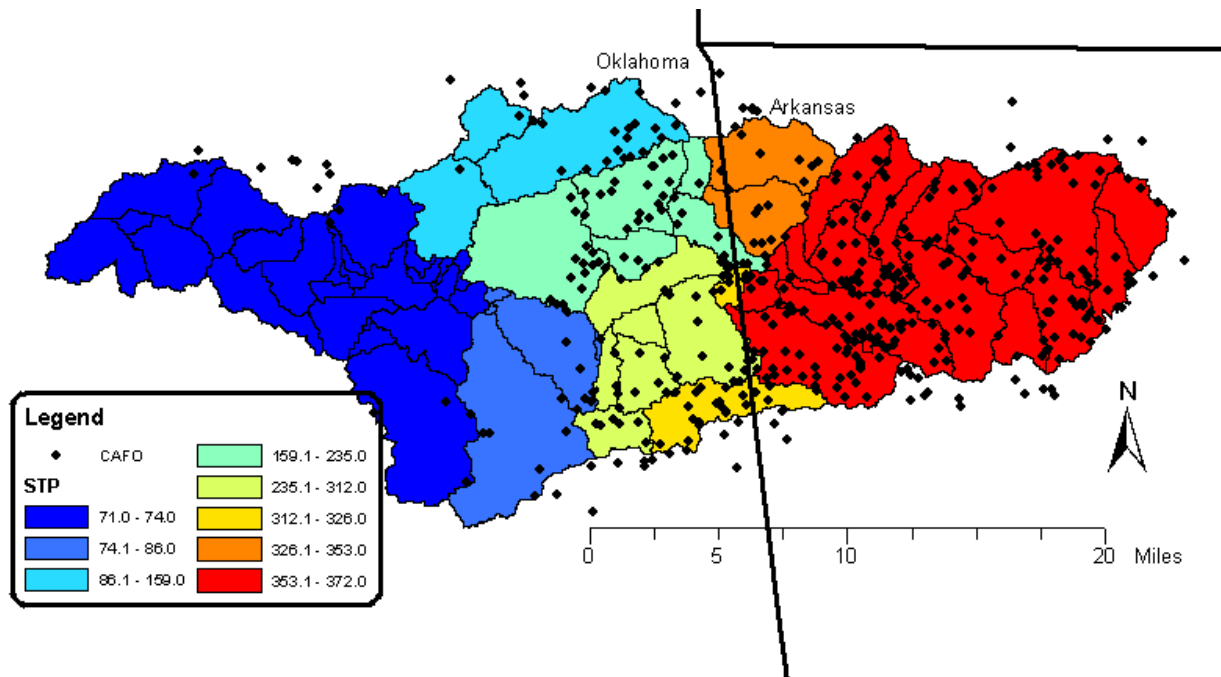 Oklahoma
Arkansas
Legend
CAFO
STP
71.0 - 74.0
74.1 - 86.0
86.1 - 159.0
159.1 - 235.0
235.1 - 312.0
312.1 - 326.0
326.1 - 353.0
353.1 - 372.0
N
0 5 10 20 Miles